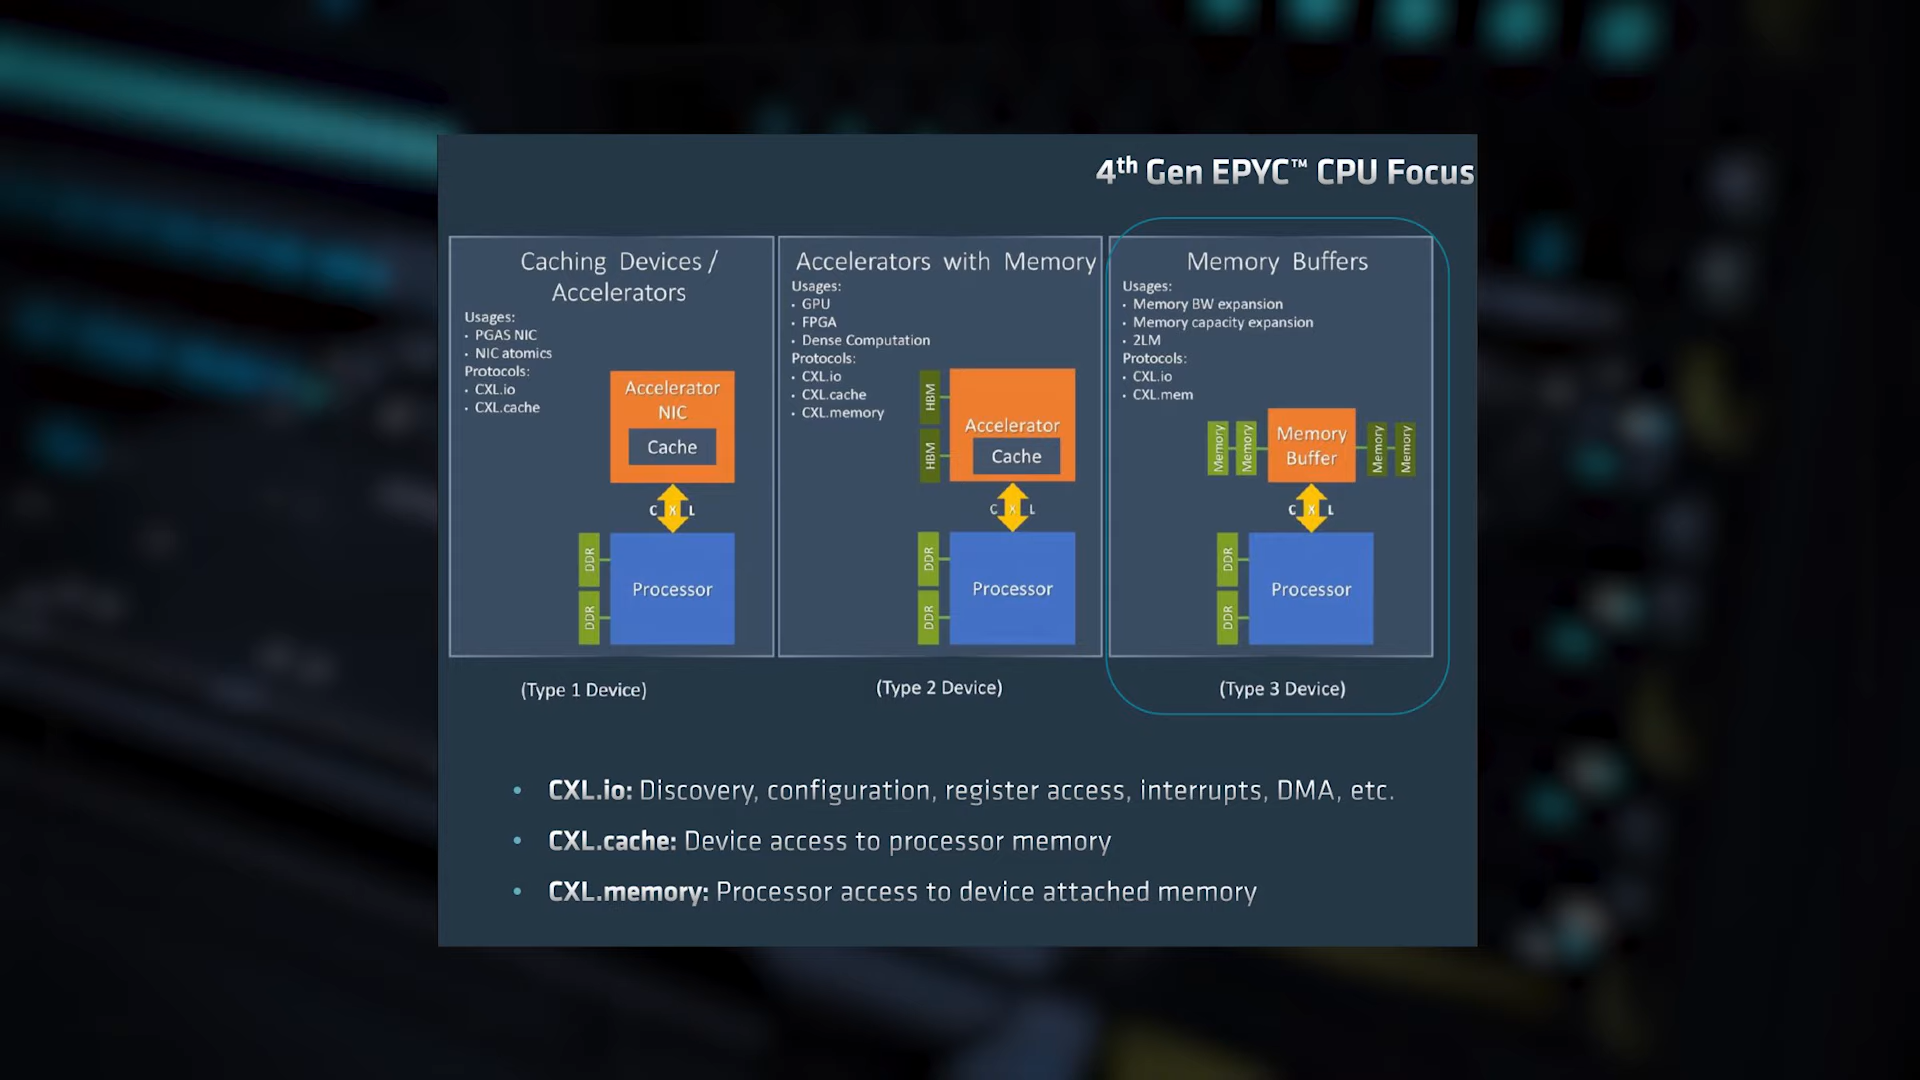 4th Gen EPYC™ CPU Focus
Caching Devices /
Accelerators
Usages:
· PGAS NIC
· NIC atomics
Protocols:
· CXL.io
· CXL.cache
Accelerator
NIC
Cache
C X L
DDR
DDR
Processor
(Type 1 Device)
Accelerators with Memory
Usages:
· GPU
· FPGA
· Dense Computation
Protocols:
· CXL.io
· CXL.cache
· CXL.memory
HBM
HBM
Accelerator
Cache
C X L
DDR
DDR
Processor
(Type 2 Device)
Memory Buffers
Usages:
· Memory BW expansion
· Memory capacity expansion
· 2LM
Protocols:
· CXL.io
· CXL.mem
Memory
Memory
Memory
Buffer
Memory
Memory
C X L
DDR
DDR
Processor
(Type 3 Device)
• CXL.io: Discovery, configuration, register access, interrupts, DMA, etc.
• CXL.cache: Device access to processor memory
• CXL.memory: Processor access to device attached memory